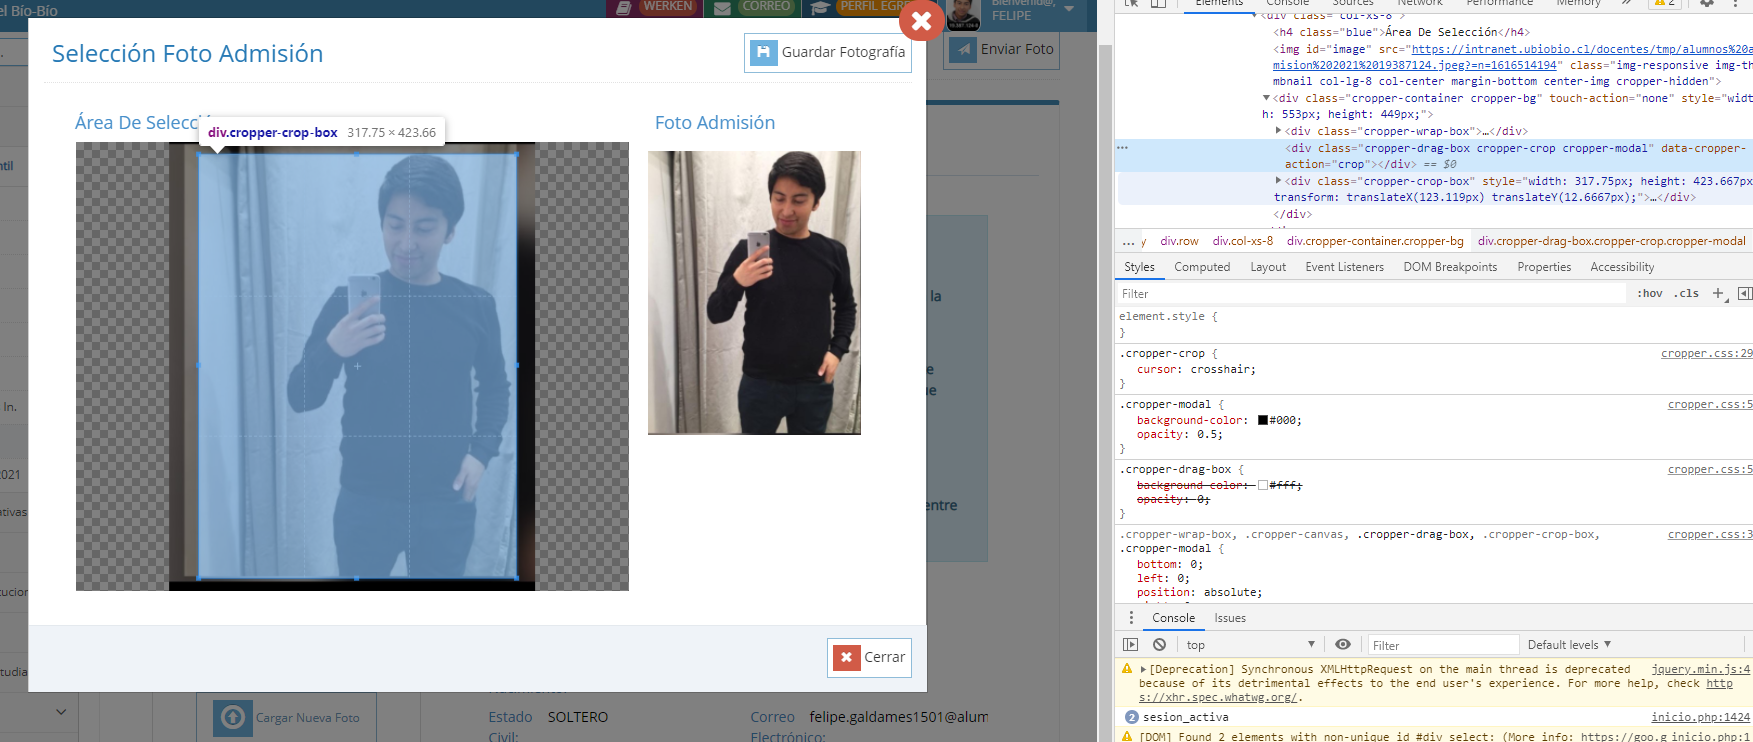 el Bío-Bío
WERKEN
CORREO
PERFIL EGRE
Bienvenid@,
FELIPE
Selección Foto Admisión
Guardar Fotografía
Enviar Foto
Área De Selecci
div.cropper-crop-box 317.75 × 423.66
Foto Admisión
ntil
la
e
ue
In.
2021
ativas
entre
tucion
tudia
Cerrar
Cargar Nueva Foto
Estado SOLTERO
Civil:
Correo felipe.galdames1501@alum
Electrónico:
Elements Console Sources Network Performance Memory » 2
<div class="col-xs-8">
<h4 class="blue">Área De Selección</h4>
<img id="image" src="https://intranet.ubiobio.cl/docentes/tmp/alumnos%20a
mision%202021%2019387124.jpeg?=n=1616514194" class="img-responsive img-th
mbnail col-lg-8 col-center margin-bottom center-img cropper-hidden">
<div class="cropper-container cropper-bg" touch-action="none" style="widt
h: 553px; height: 449px;">
<div class="cropper-wrap-box">…</div>
<div class="cropper-drag-box cropper-crop cropper-modal" data-cropper-
action="crop"></div> == $0
<div class="cropper-crop-box" style="width: 317.75px; height: 423.667px
transform: translateX(123.119px) translateY(12.6667px);">…</div>
</div>
... y div.row div.col-xs-8 div.cropper-container.cropper-bg div.cropper-drag-box.cropper-crop.cropper-modal
Styles Computed Layout Event Listeners DOM Breakpoints Properties Accessibility
Filter :hov .cls +
element.style {
}
.cropper-crop { cropper.css:29
cursor: crosshair;
}
.cropper-modal { cropper.css:5
background-color: #000;
opacity: 0.5;
}
.cropper-drag-box { cropper.css:5
background-color: #fff;
opacity: 0;
}
.cropper-wrap-box, .cropper-canvas, .cropper-drag-box, .cropper-crop-box, cropper.css:3
.cropper-modal {
bottom: 0;
left: 0;
position: absolute;
Console Issues
top Filter Default levels
[Deprecation] Synchronous XMLHttpRequest on the main thread is deprecated jquery.min.js:4
because of its detrimental effects to the end user's experience. For more help, check http
s://xhr.spec.whatwg.org/.
2 sesion_activa inicio.php:1424
[DOM] Found 2 elements with non-unique id #div_select: (More info: https://goo.g inicio.php:1